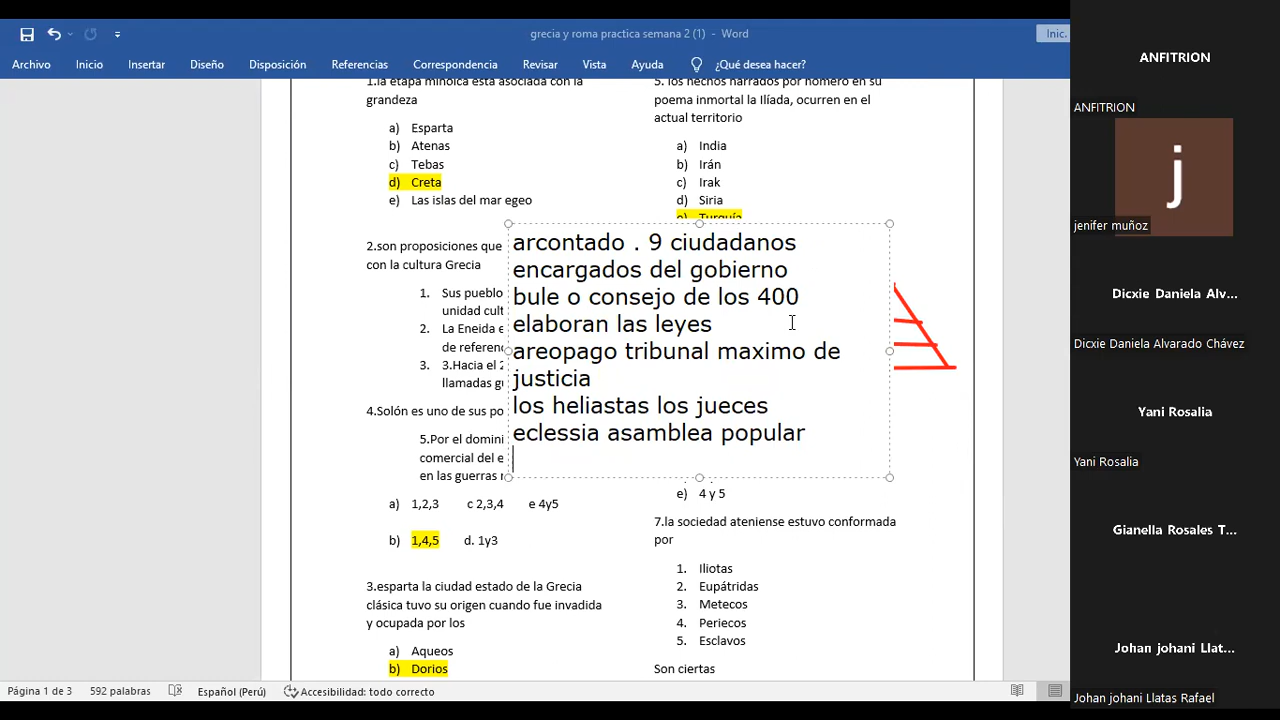 grecia y roma practica semana 2 (1) - Word
Inic.
Archivo Inicio Insertar Diseño Disposición Referencias Correspondencia Revisar Vista Ayuda ¿Qué desea hacer?
1.la etapa minoica esta asociada con la
grandeza
a) Esparta
b) Atenas
c) Tebas
d) Creta
e) Las islas del mar egeo
2.son proposiciones que
con la cultura Grecia
1. Sus pueblo
unidad cult
2. La Eneida e
de referen
3. 3.Hacia el 2
llamadas g
4.Solón es uno de sus po
5.Por el domini
comercial del e
en las guerras
a) 1,2,3 c 2,3,4 e 4y5
b) 1,4,5 d. 1y3
3.esparta la ciudad estado de la Grecia
clásica tuvo su origen cuando fue invadida
y ocupada por los
a) Aqueos
b) Dorios
5. los hechos narrados por homero en su
poema inmortal la Ilíada, ocurren en el
actual territorio
a) India
b) Irán
c) Irak
d) Siria
e) Turquía
arcontado . 9 ciudadanos
encargados del gobierno
bule o consejo de los 400
elaboran las leyes
areopago tribunal maximo de
justicia
los heliastas los jueces
eclessia asamblea popular
e) 4 y 5
7.la sociedad ateniense estuvo conformada
por
1. Iliotas
2. Eupátridas
3. Metecos
4. Periecos
5. Esclavos
Son ciertas
Página 1 de 3 592 palabras Español (Perú) Accesibilidad: todo correcto
ANFITRION
ANFITRION
j
jenifer muñoz
Dicxie Daniela Alv...
Dicxie Daniela Alvarado Chávez
Yani Rosalia
Yani Rosalia
Gianella Rosales T...
Johan johani Llat...
Johan johani Llatas Rafael